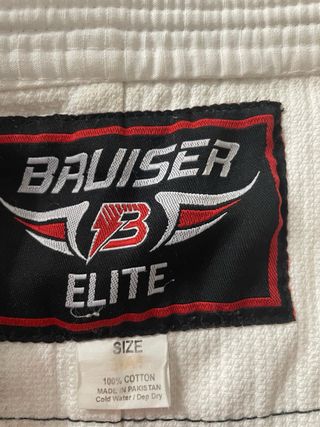 BRUISER
B
ELITE
SIZE
100% COTTON
MADE IN PAKISTAN
Cold Water / Dep Dry